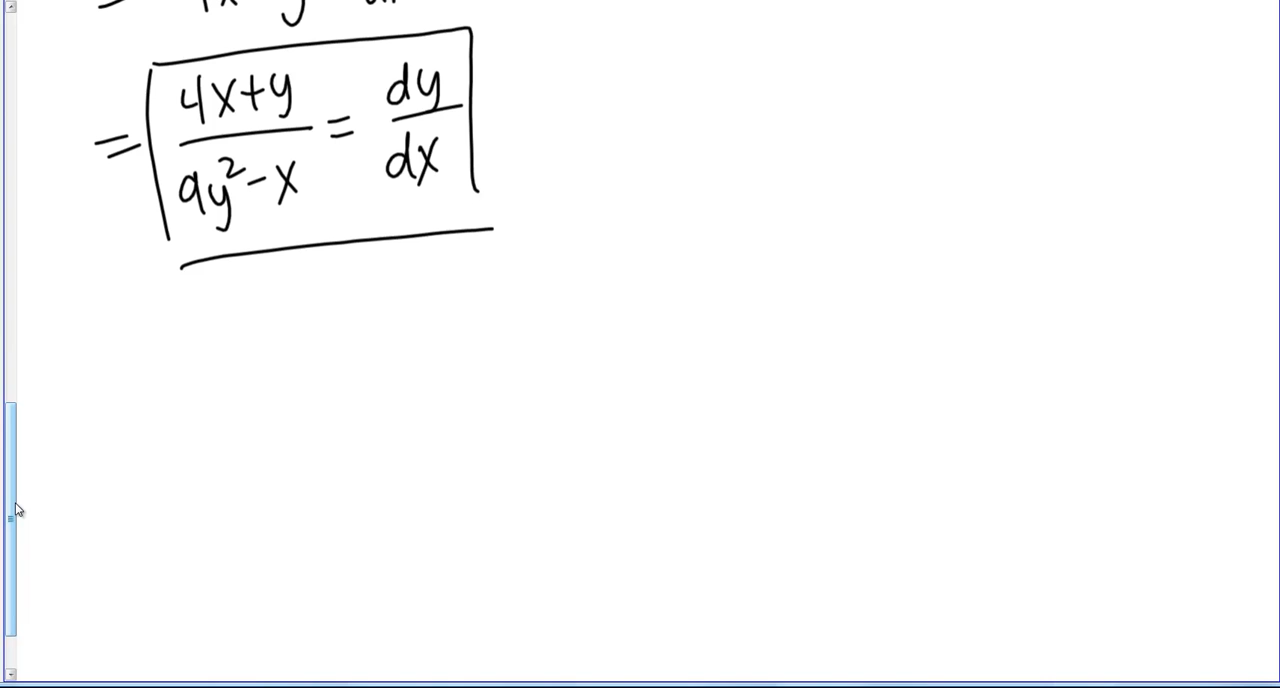 = 4x+y / 9y²-x = dy / dx